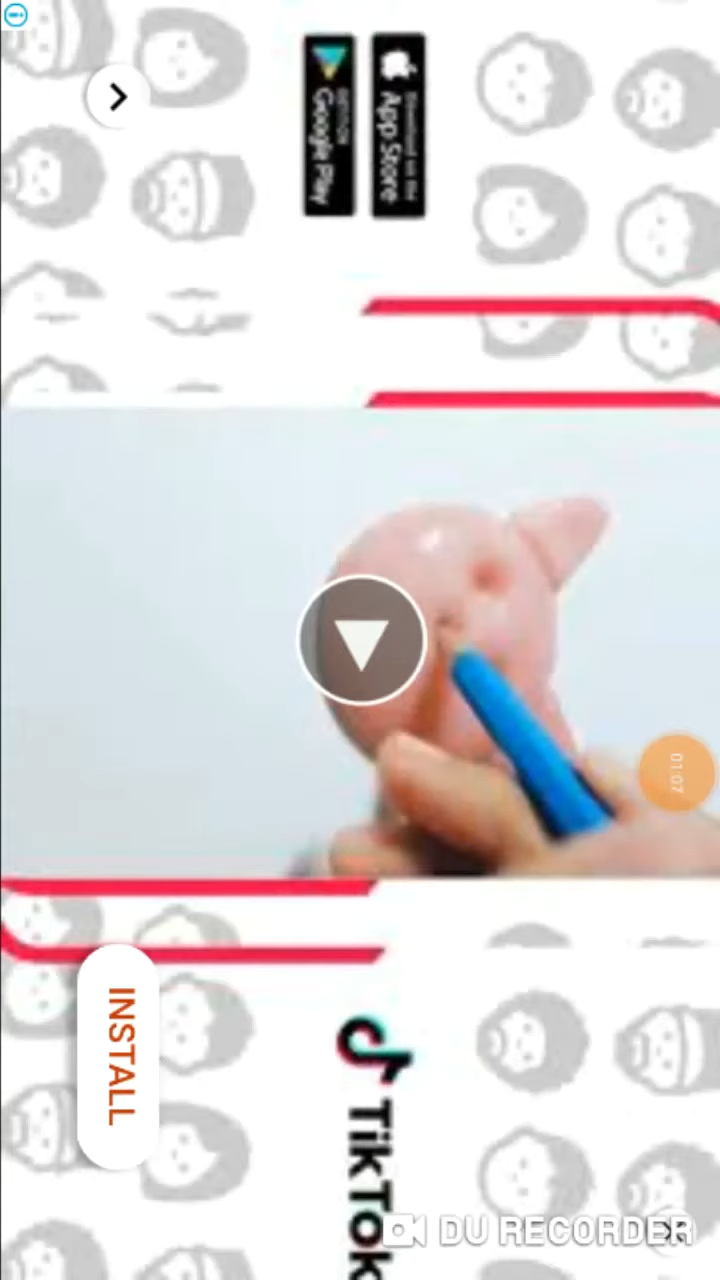 Download on the
App Store
GET IT ON
Google Play
01:07
INSTALL
TikTok
DU RECORDER